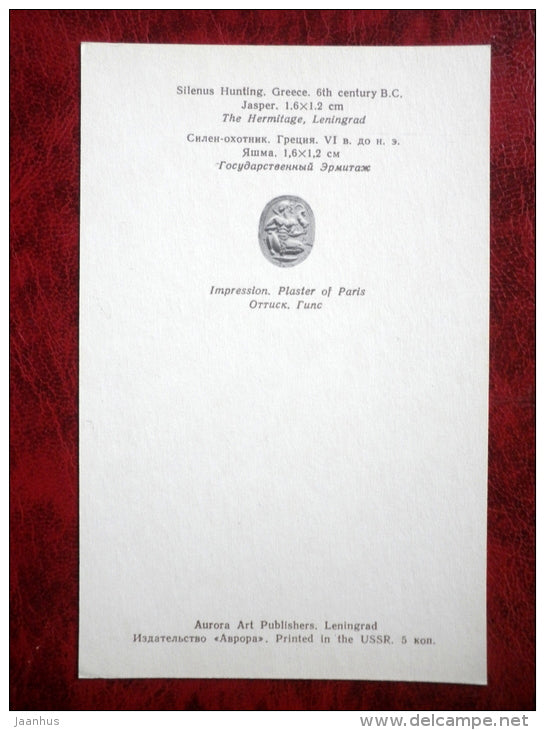 Silenus Hunting. Greece. 6th century B.C.
Jasper. 1.6×1.2 cm
The Hermitage, Leningrad
Силен-охотник. Греция. VI в. до н. э.
Яшма. 1,6×1,2 см
Государственный Эрмитаж
Impression. Plaster of Paris
Оттиск. Гипс
Aurora Art Publishers. Leningrad
Издательство «Аврора». Printed in the USSR. 5 коп.
jaanhus
www.delcampe.net